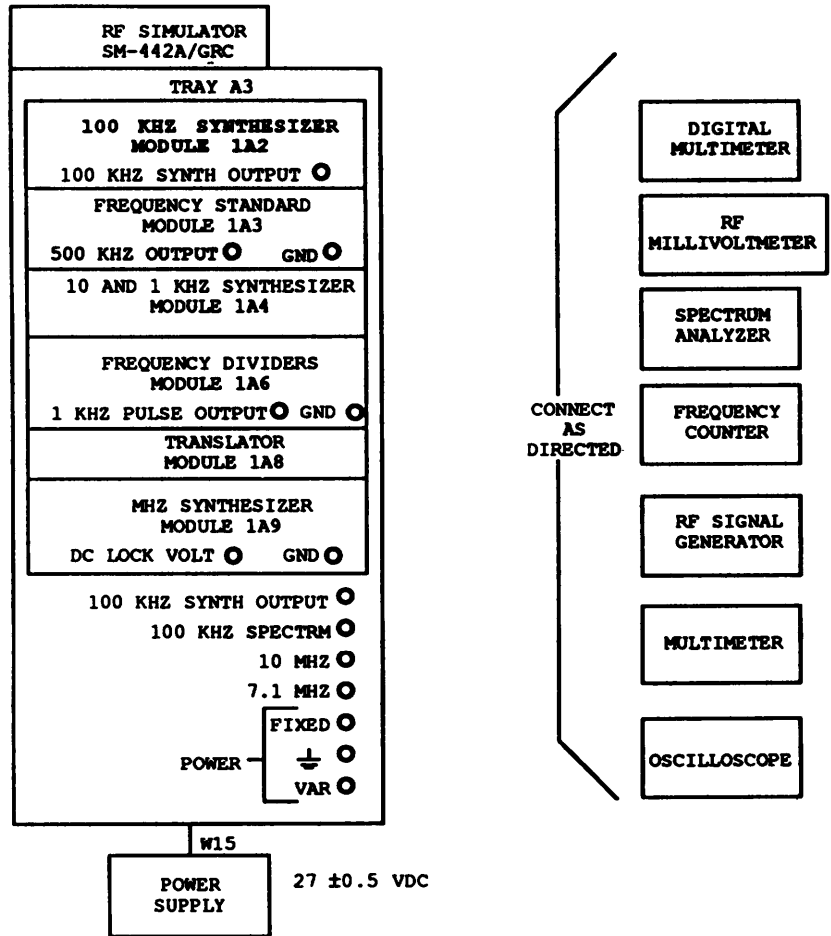 RF SIMULATOR
SM-442A/GRC
TRAY A3
100 KHZ SYNTHESIZER
MODULE 1A2
100 KHZ SYNTH OUTPUT
FREQUENCY STANDARD
MODULE 1A3
500 KHZ OUTPUT GND
10 AND 1 KHZ SYNTHESIZER
MODULE 1A4
FREQUENCY DIVIDERS
MODULE 1A6
1 KHZ PULSE OUTPUT GND
TRANSLATOR
MODULE 1A8
MHZ SYNTHESIZER
MODULE 1A9
DC LOCK VOLT GND
100 KHZ SYNTH OUTPUT
100 KHZ SPECTRM
10 MHZ
7.1 MHZ
FIXED
POWER
VAR
W15
POWER
SUPPLY
27 ±0.5 VDC
CONNECT
AS
DIRECTED
DIGITAL
MULTIMETER
RF
MILLIVOLTMETER
SPECTRUM
ANALYZER
FREQUENCY
COUNTER
RF SIGNAL
GENERATOR
MULTIMETER
OSCILLOSCOPE